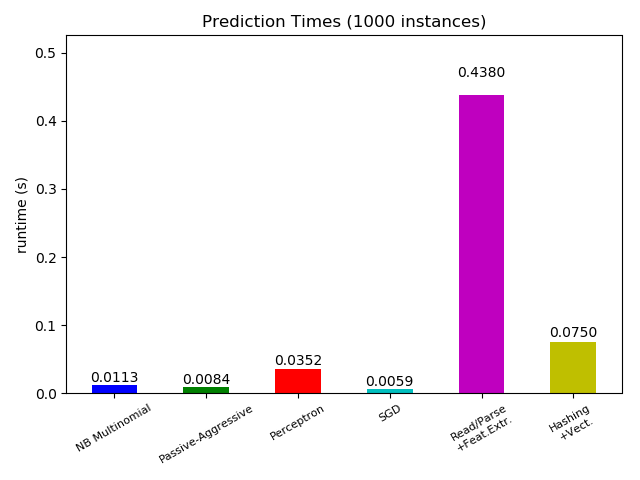 Prediction Times (1000 instances)
runtime (s)
0.5
0.4
0.3
0.2
0.1
0.0
0.0113
0.0084
0.0352
0.0059
0.4380
0.0750
NB Multinomial
Passive-Aggressive
Perceptron
SGD
Read/Parse
+Feat.Extr.
Hashing
+Vect.